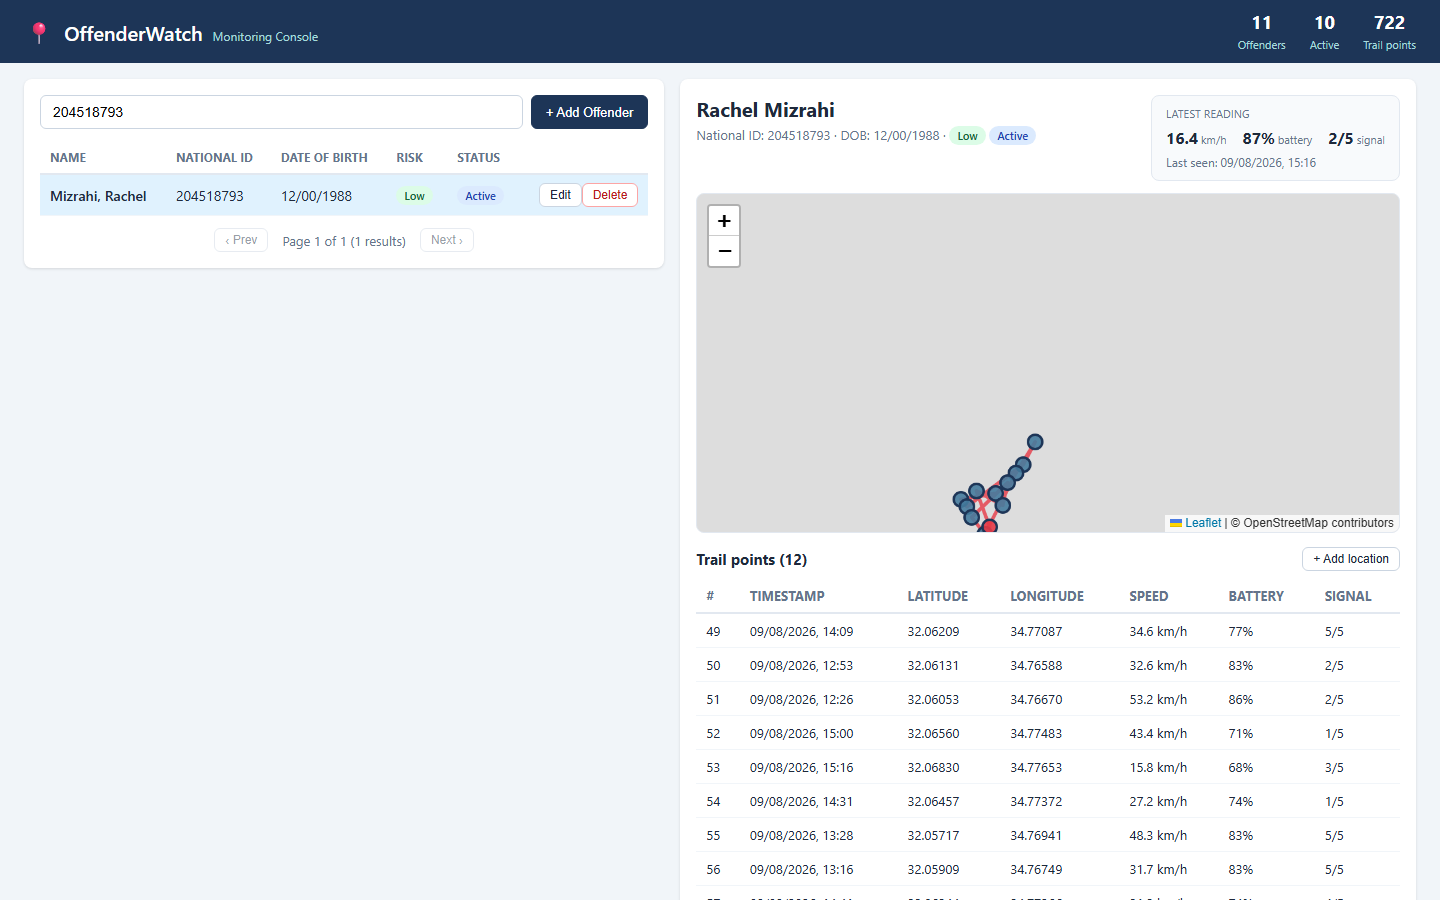 OffenderWatch Monitoring Console
11 Offenders
10 Active
722 Trail points
204518793
+ Add Offender
NAME NATIONAL ID DATE OF BIRTH RISK STATUS
Mizrahi, Rachel 204518793 12/00/1988 Low Active Edit Delete
‹ Prev Page 1 of 1 (1 results) Next ›
Rachel Mizrahi
National ID: 204518793 · DOB: 12/00/1988 · Low Active
LATEST READING
16.4 km/h 87% battery 2/5 signal
Last seen: 09/08/2026, 15:16
+
−
Leaflet | © OpenStreetMap contributors
Trail points (12)
+ Add location
# TIMESTAMP LATITUDE LONGITUDE SPEED BATTERY SIGNAL
49 09/08/2026, 14:09 32.06209 34.77087 34.6 km/h 77% 5/5
50 09/08/2026, 12:53 32.06131 34.76588 32.6 km/h 83% 2/5
51 09/08/2026, 12:26 32.06053 34.76670 53.2 km/h 86% 2/5
52 09/08/2026, 15:00 32.06560 34.77483 43.4 km/h 71% 1/5
53 09/08/2026, 15:16 32.06830 34.77653 15.8 km/h 68% 3/5
54 09/08/2026, 14:31 32.06457 34.77372 27.2 km/h 74% 1/5
55 09/08/2026, 13:28 32.05717 34.76941 48.3 km/h 83% 5/5
56 09/08/2026, 13:16 32.05909 34.76749 31.7 km/h 83% 5/5